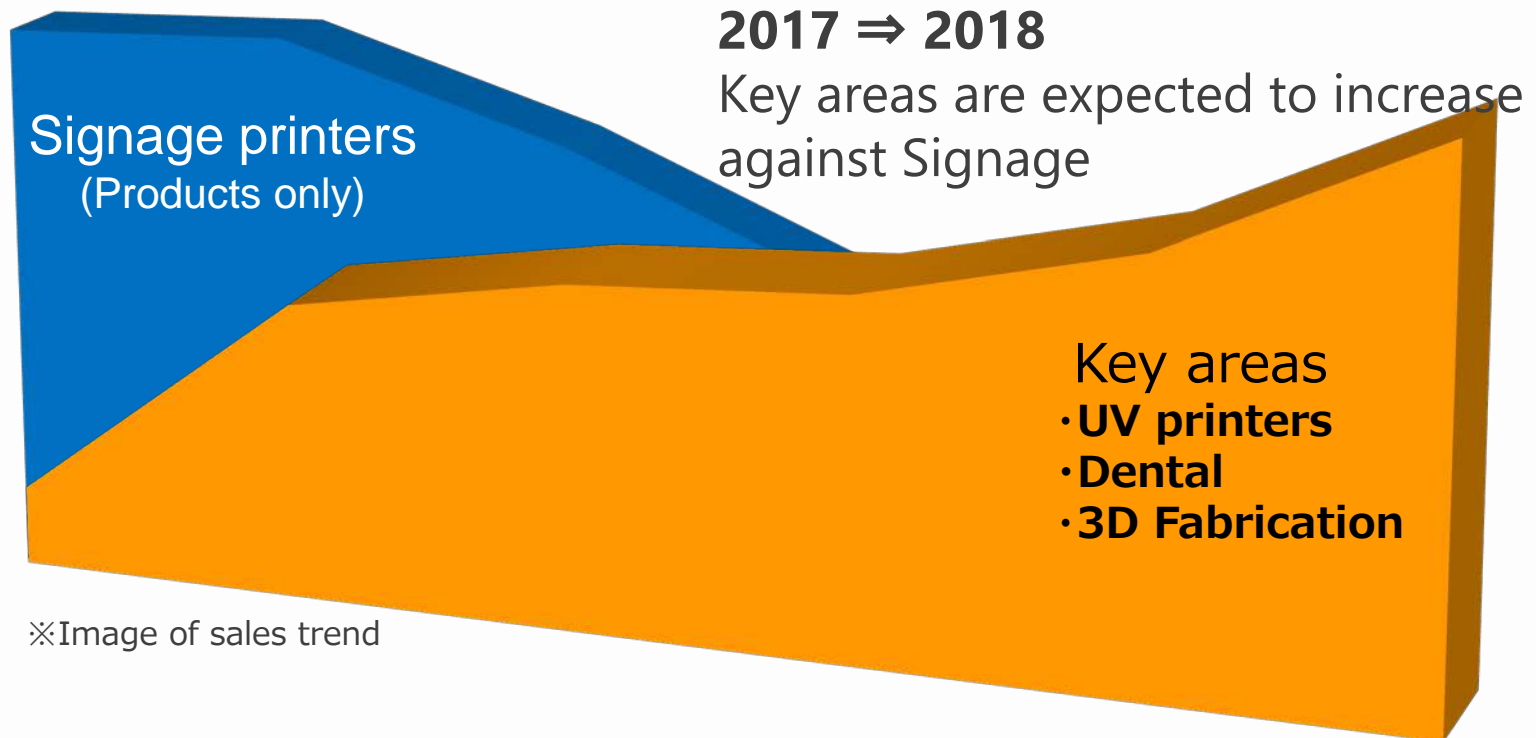 2017 ⇒ 2018
Key areas are expected to increase
against Signage
Signage printers
(Products only)
Key areas
・UV printers
・Dental
・3D Fabrication
※Image of sales trend